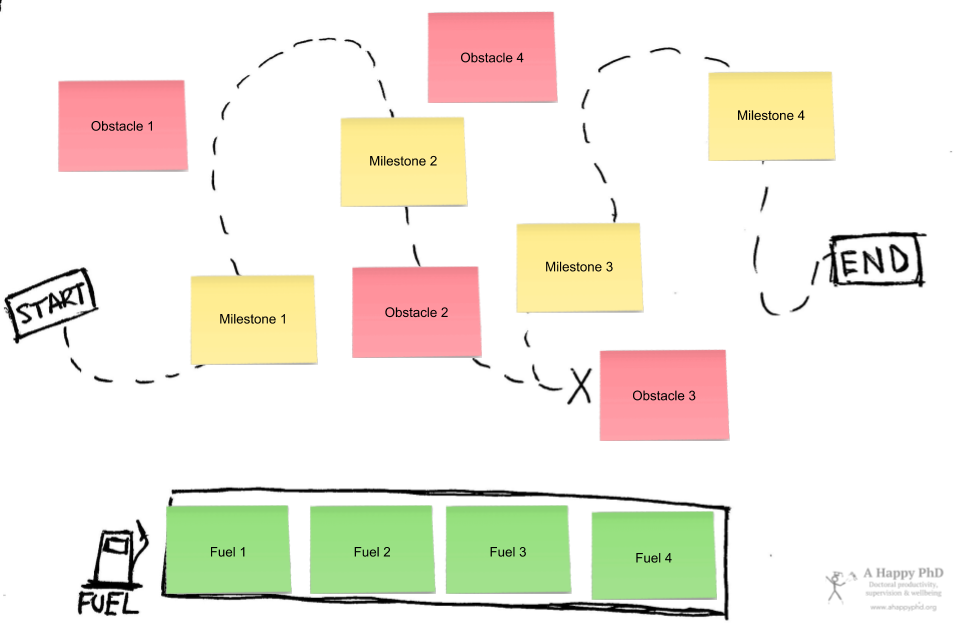 Obstacle 4
Obstacle 1
Milestone 4
Milestone 2
Milestone 3
END
START
Milestone 1
Obstacle 2
X
Obstacle 3
Fuel 1
Fuel 2
Fuel 3
Fuel 4
FUEL
A Happy PhD
Doctoral productivity,
supervision & wellbeing
www.ahappyphd.org